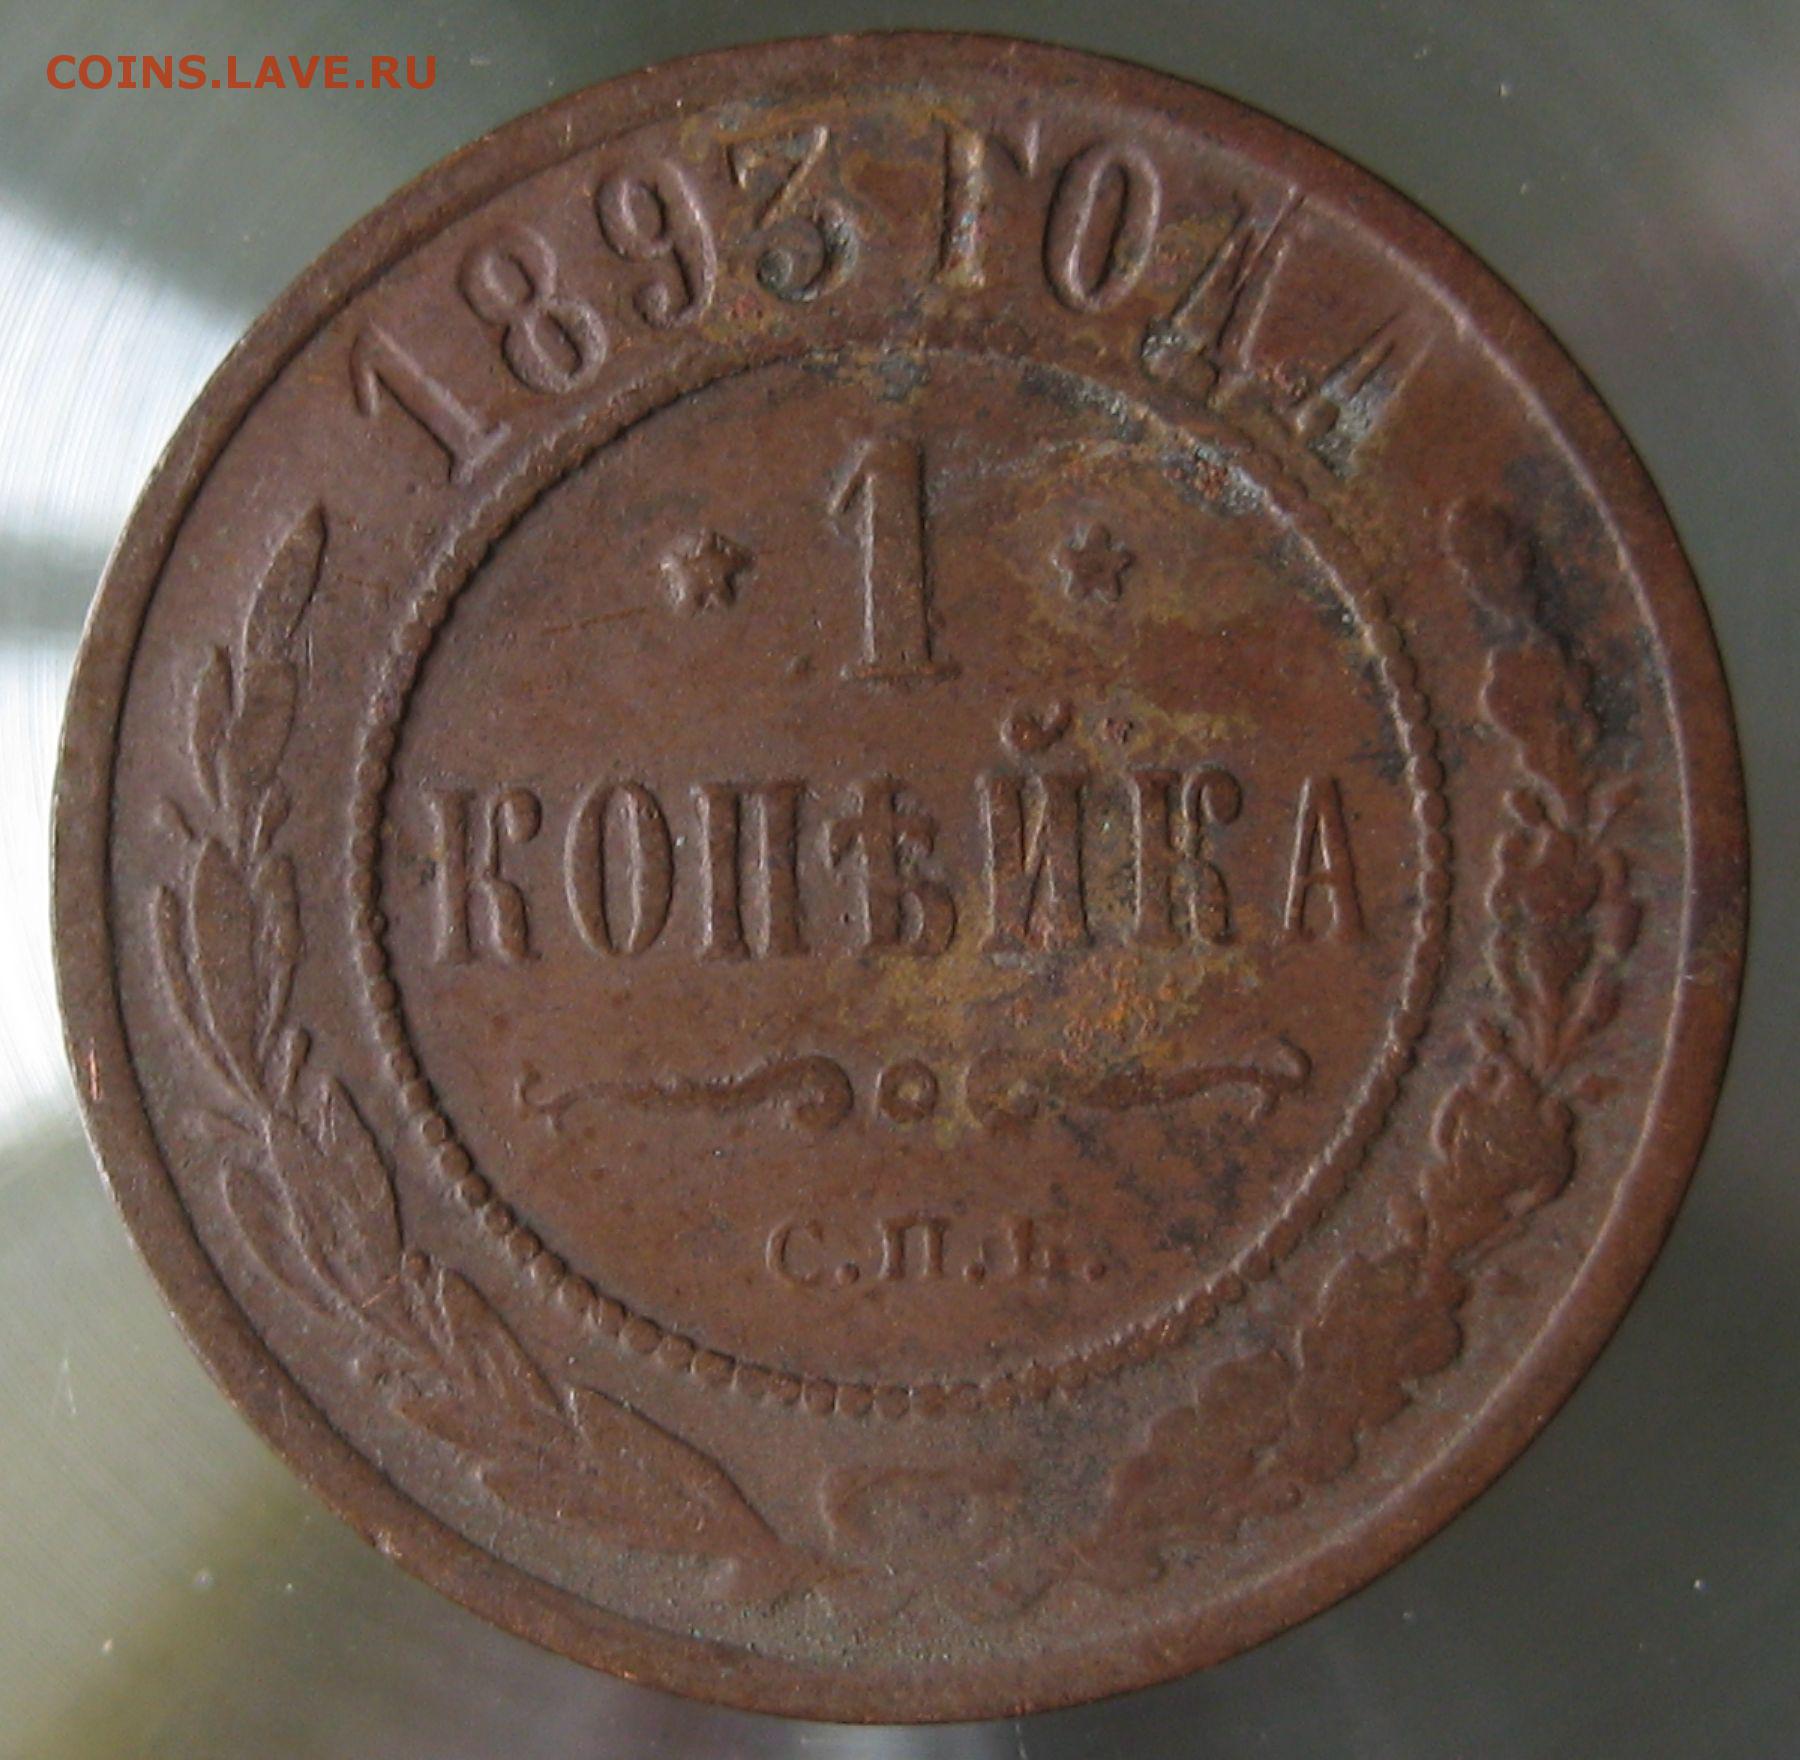 COINS.LAVE.RU
1893 ГОДА
* 1 *
КОПѢЙКА
С.П.Б.